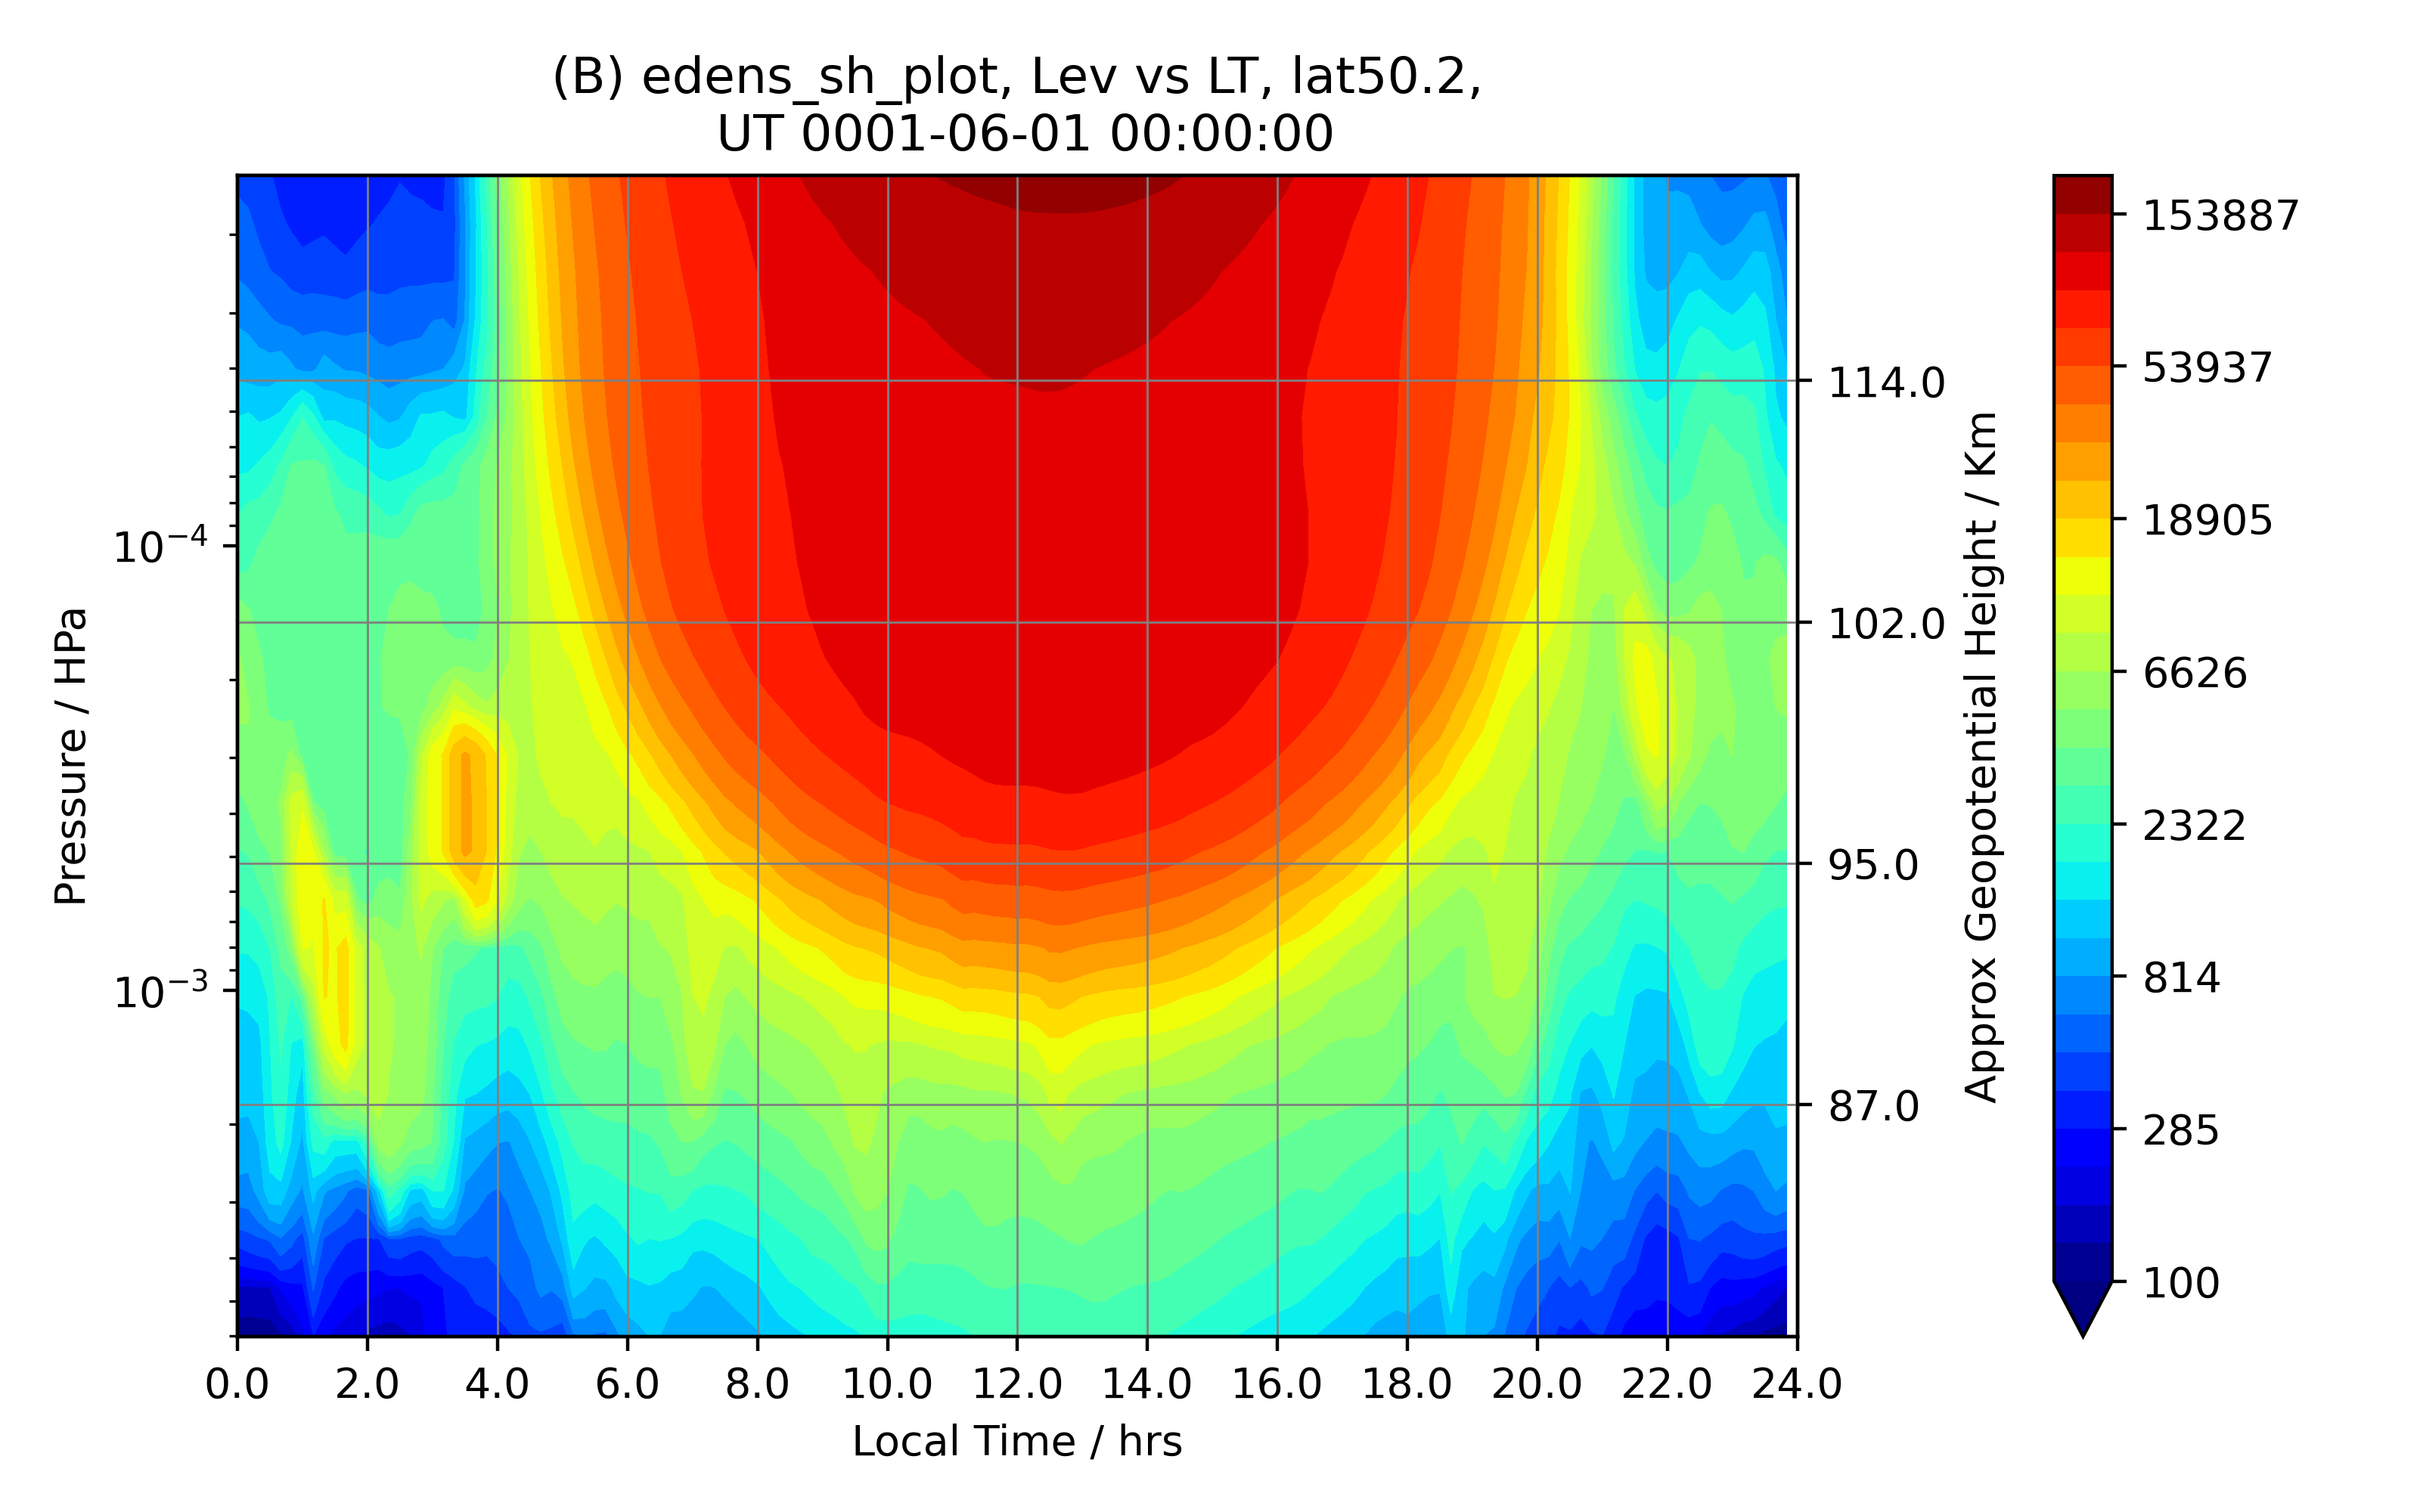 (B) edens_sh_plot, Lev vs LT, lat50.2,
UT 0001-06-01 00:00:00
Pressure / HPa
10⁻⁴
10⁻³
114.0
102.0
95.0
87.0
Approx Geopotential Height / Km
153887
53937
18905
6626
2322
814
285
100
0.0 2.0 4.0 6.0 8.0 10.0 12.0 14.0 16.0 18.0 20.0 22.0 24.0
Local Time / hrs